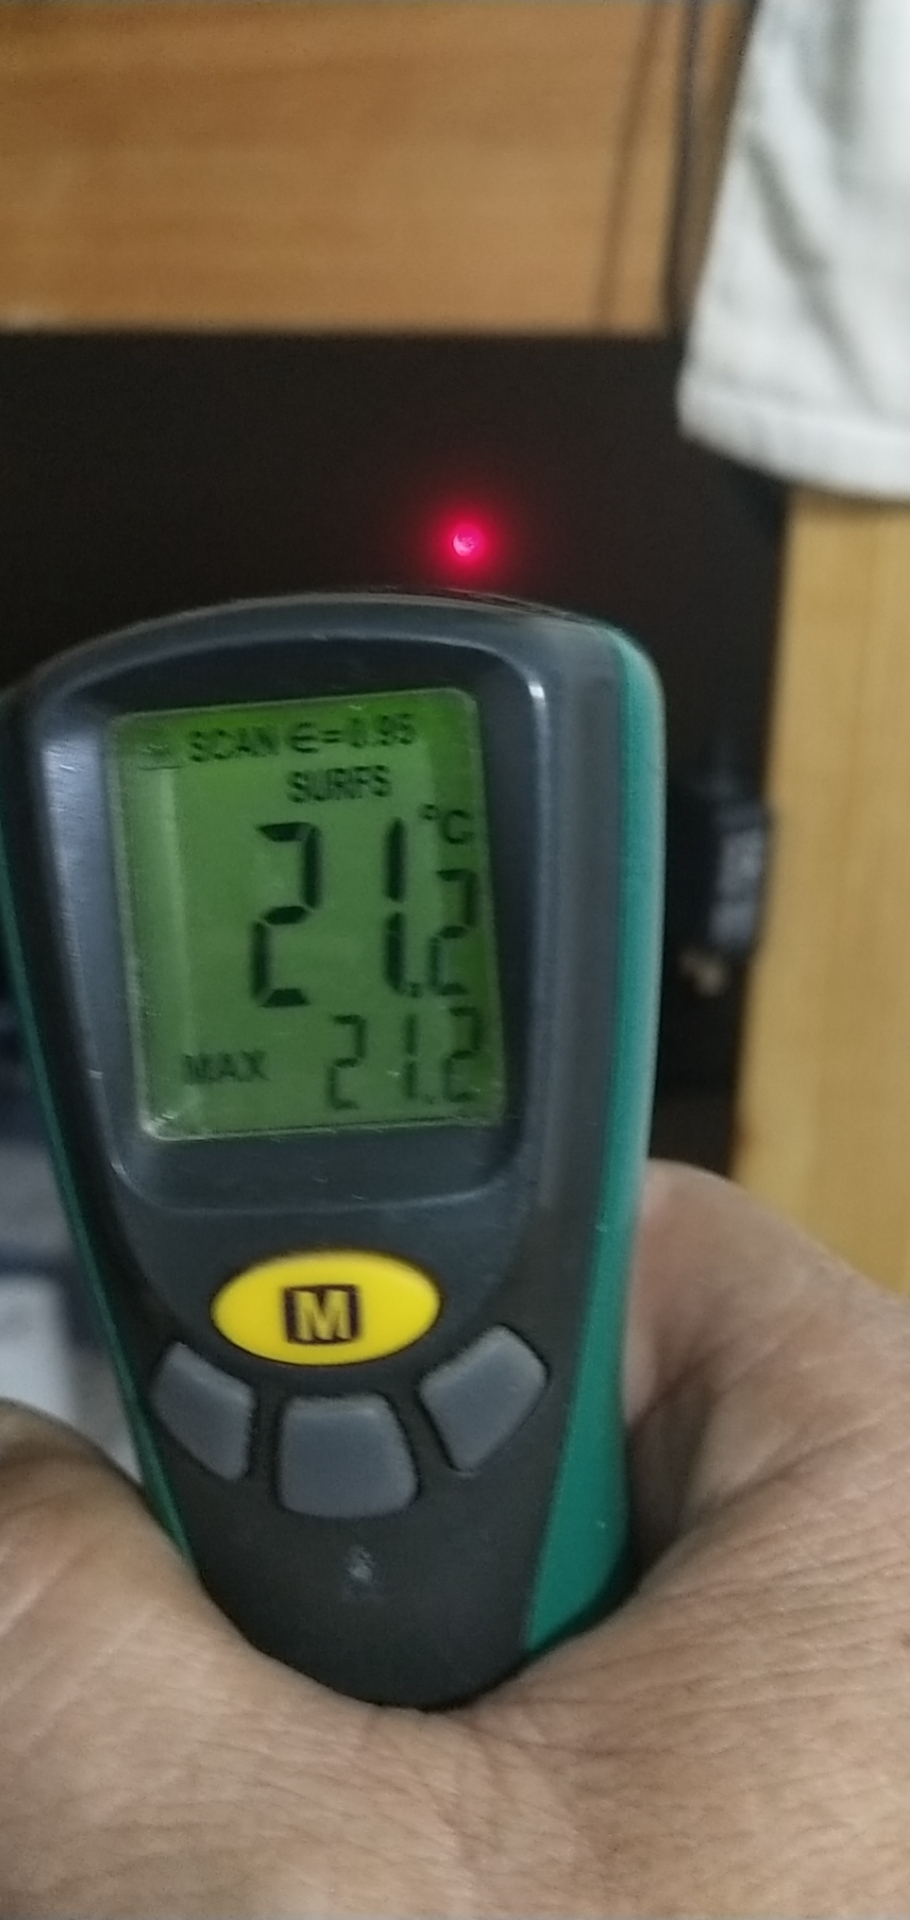 SCAN ε=0.95
SURFS
21.2 °C
MAX 21.2
M